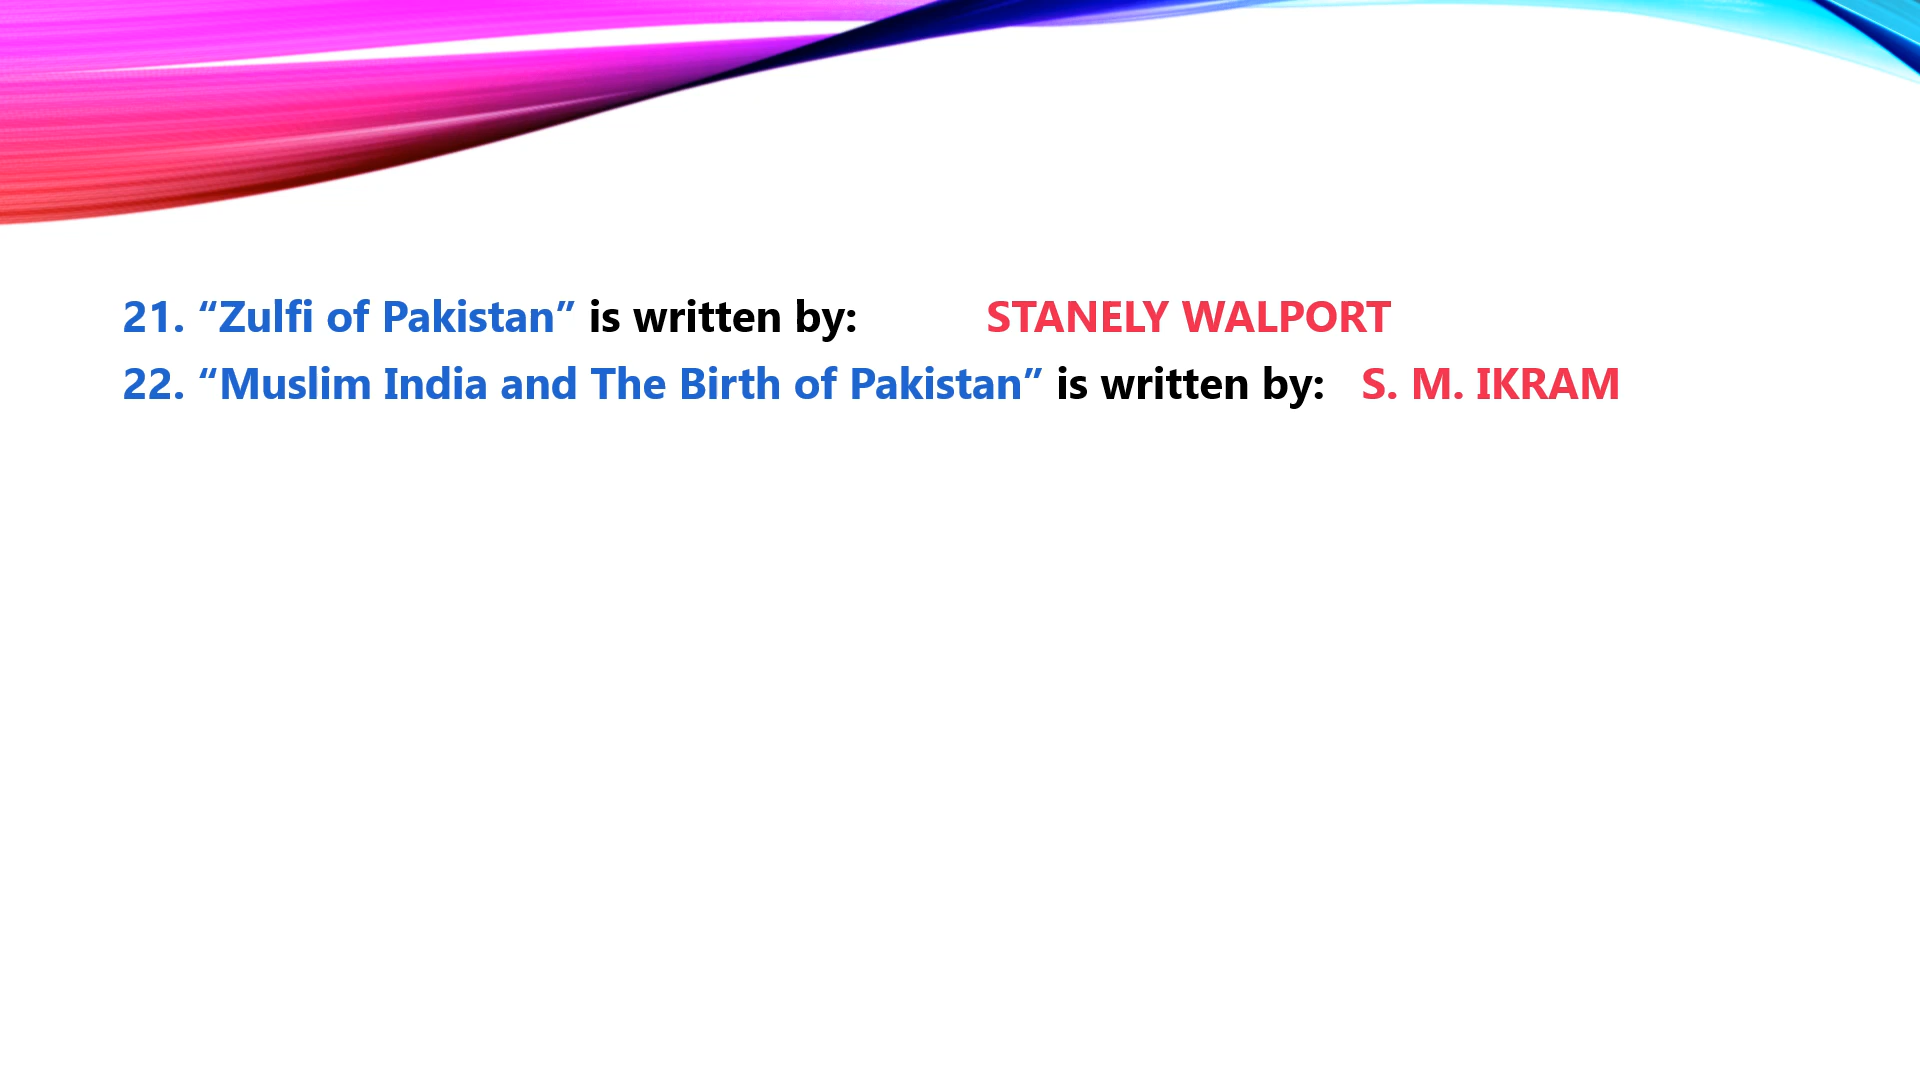 21. “Zulfi of Pakistan” is written by: STANELY WALPORT
22. “Muslim India and The Birth of Pakistan” is written by: S. M. IKRAM